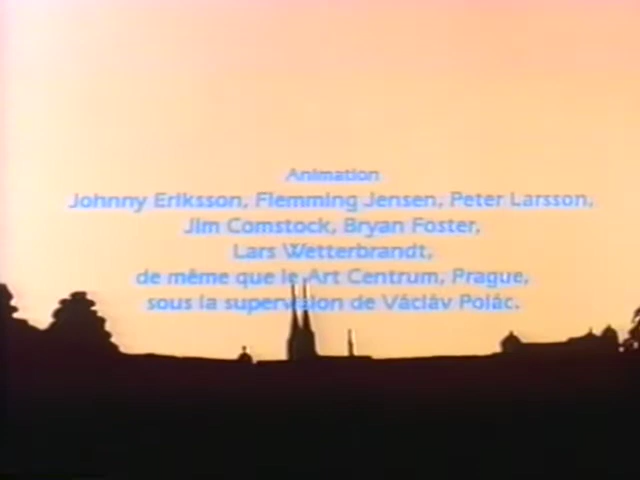 Animation
Johnny Eriksson, Flemming Jensen, Peter Larsson,
Jim Comstock, Bryan Foster,
Lars Wetterbrandt,
de même que le Art Centrum, Prague,
sous la supervision de Václàv Polác.